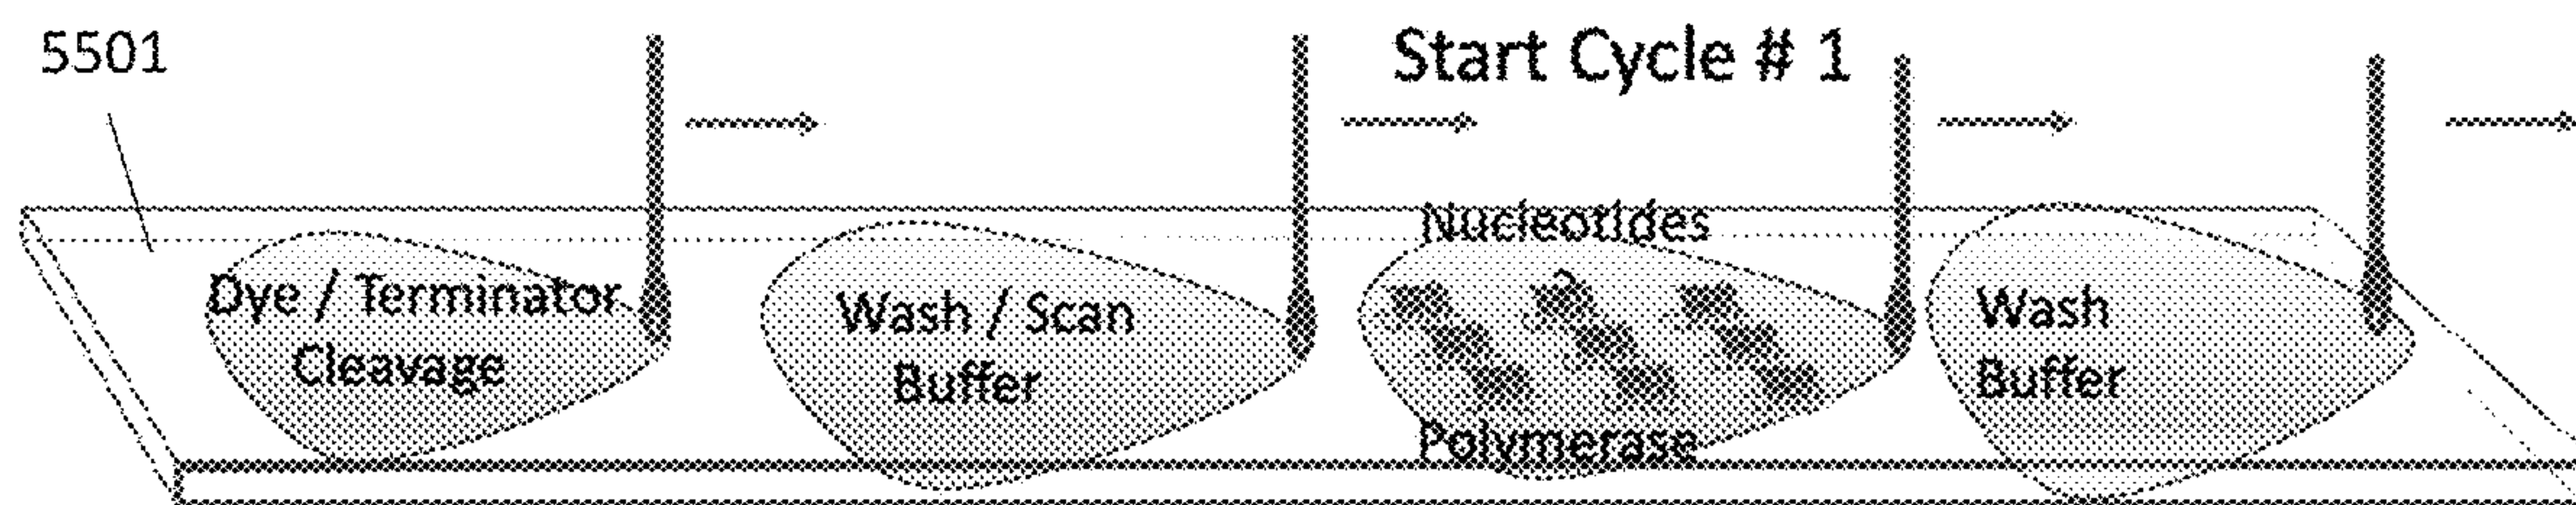 5501
Start Cycle # 1
Dye / Terminator
Cleavage
Wash / Scan
Buffer
Nucleotides
Polymerase
Wash
Buffer